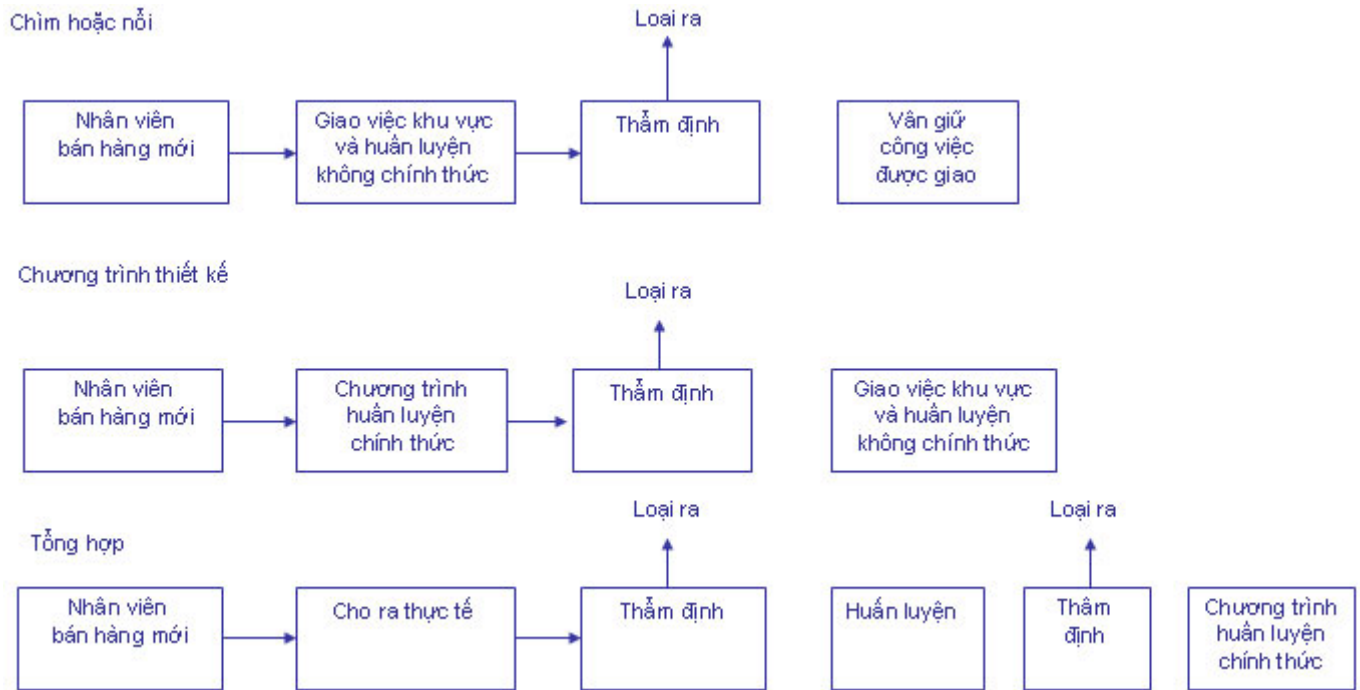 Chìm hoặc nổi
Loại ra
Nhân viên
bán hàng mới
Giao việc khu vực
và huấn luyện
không chính thức
Thẩm định
Vân giữ
công việc
được giao
Chương trình thiết kế
Loại ra
Nhân viên
bán hàng mới
Chương trình
huấn luyện
chính thức
Thẩm định
Giao việc khu vực
và huấn luyện
không chính thức
Tổng hợp
Loại ra
Loại ra
Nhân viên
bán hàng mới
Cho ra thực tế
Thẩm định
Huấn luyện
Thâm
định
Chương trình
huấn luyện
chính thức